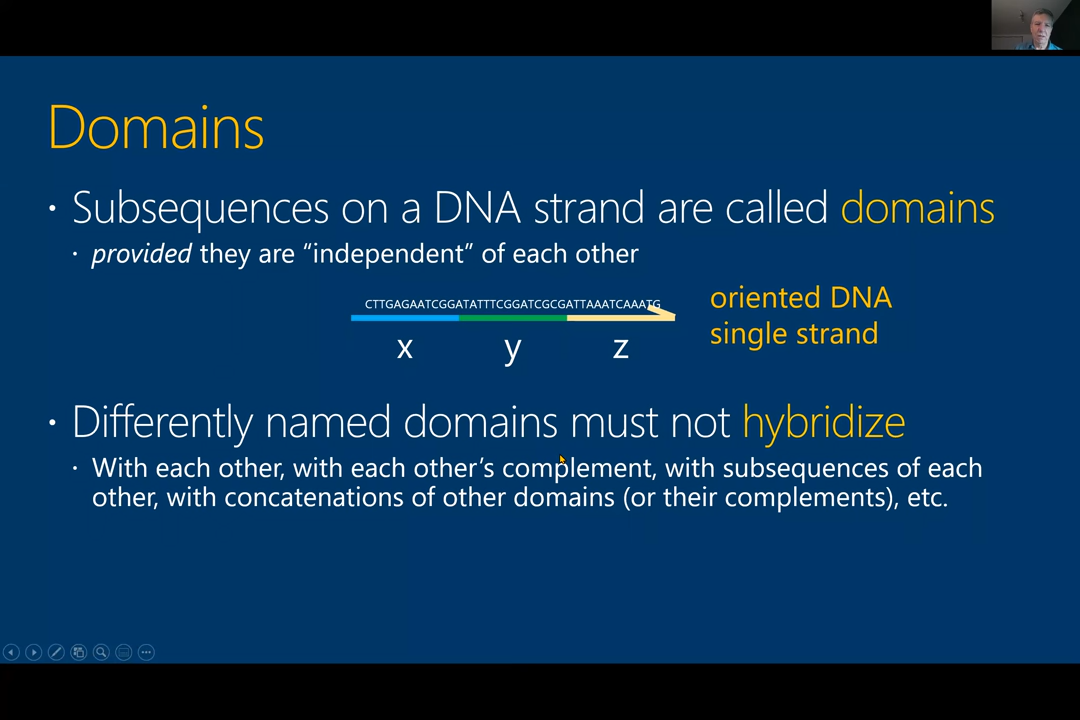 Domains
• Subsequences on a DNA strand are called domains
• provided they are “independent” of each other
CTTGAGAATCGGATATTTCGGATCGCGATTAAATCAAATG
oriented DNA
single strand
x y z
• Differently named domains must not hybridize
• With each other, with each other’s complement, with subsequences of each
other, with concatenations of other domains (or their complements), etc.